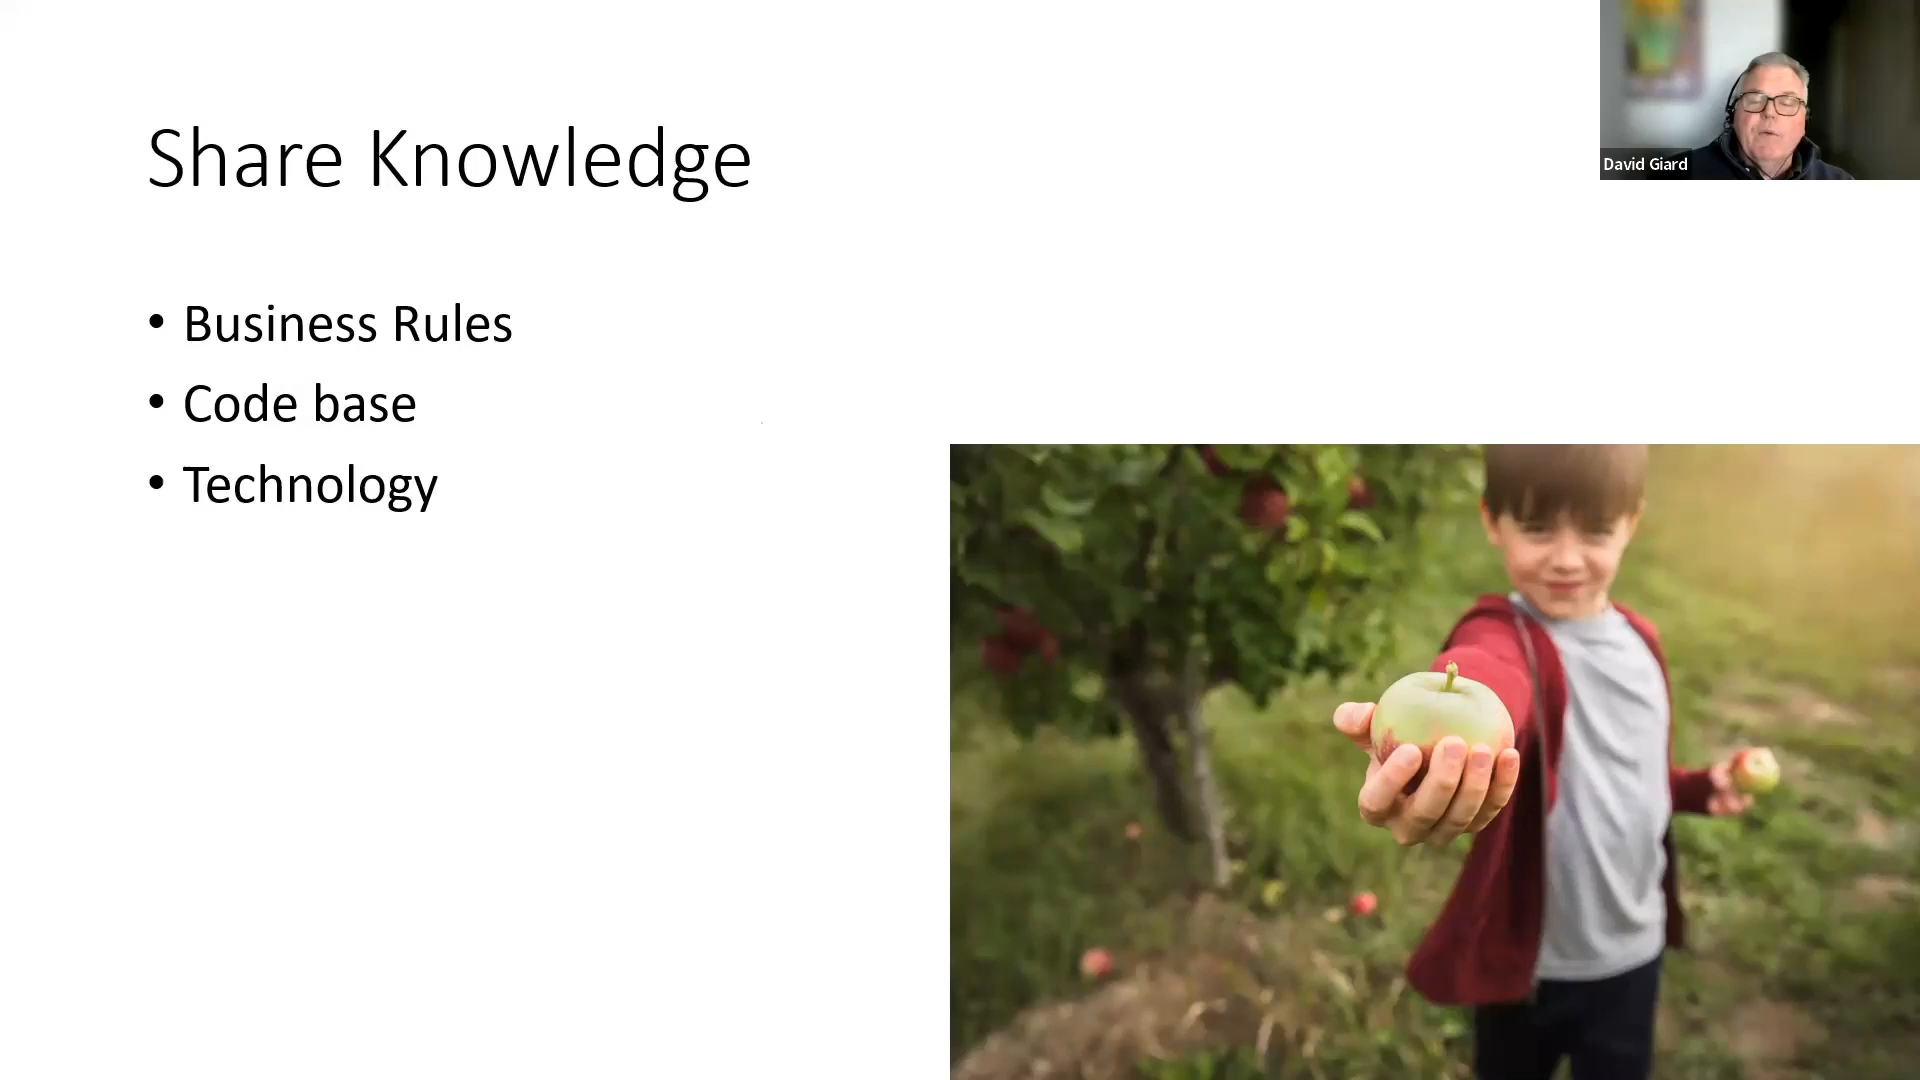 Share Knowledge
David Giard
• Business Rules
• Code base
• Technology